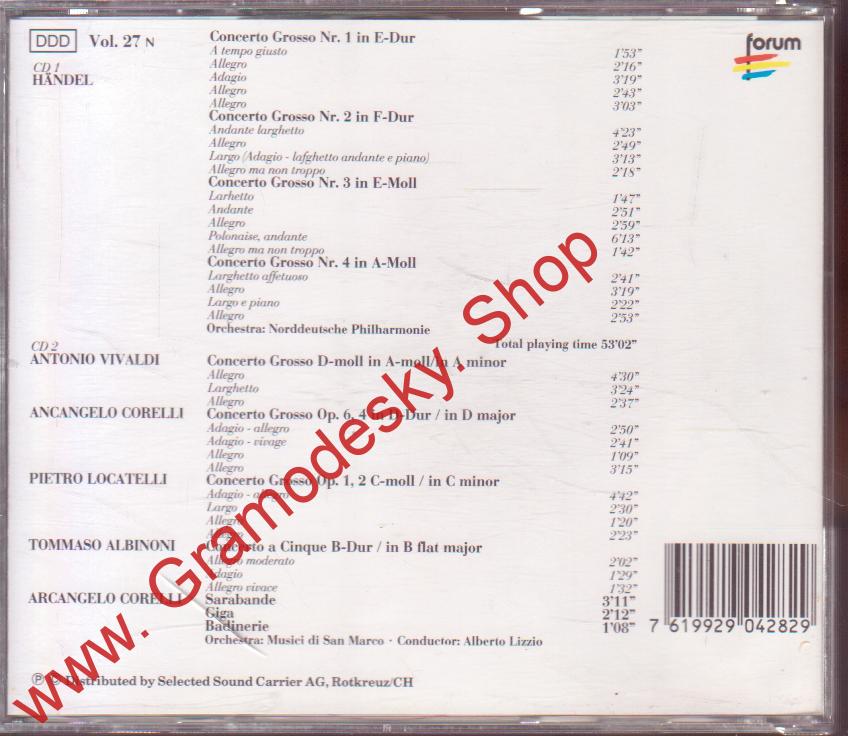 DDD Vol. 27 N
forum
CD 1
HÄNDEL
Concerto Grosso Nr. 1 in E-Dur
A tempo giusto 1'53"
Allegro 2'16"
Adagio 3'19"
Allegro 2'43"
Allegro 3'03"
Concerto Grosso Nr. 2 in F-Dur
Andante larghetto 4'23"
Allegro 2'49"
Largo (Adagio - lafghetto andante e piano) 3'13"
Allegro ma non troppo 2'18"
Concerto Grosso Nr. 3 in E-Moll
Larhetto 1'47"
Andante 2'51"
Allegro 2'59"
Polonaise, andante 6'13"
Allegro ma non troppo 1'42"
Concerto Grosso Nr. 4 in A-Moll
Larghetto affetuoso 2'41"
Allegro 3'19"
Largo e piano 2'22"
Allegro 2'53"
Orchestra: Norddeutsche Philharmonie
Total playing time 53'02"
CD 2
ANTONIO VIVALDI Concerto Grosso D-moll in A-moll/in A minor
Allegro 4'30"
Larghetto 3'24"
Allegro 2'37"
ANCANGELO CORELLI Concerto Grosso Op. 6, 4 in D-Dur / in D major
Adagio - allegro 2'50"
Adagio - vivage 2'41"
Allegro 1'09"
Allegro 3'15"
PIETRO LOCATELLI Concerto Grosso Op. 1, 2 C-moll / in C minor
Adagio - allegro 4'42"
Largo 2'30"
Allegro 1'20"
Allegro 2'23"
TOMMASO ALBINONI Concerto a Cinque B-Dur / in B flat major
Allegro moderato 2'02"
Adagio 1'29"
Allegro vivace 1'32"
ARCANGELO CORELLI Sarabande 3'11"
Giga 2'12"
Badinerie 1'08"
Orchestra: Musici di San Marco · Conductor: Alberto Lizzio
7 619929 042829
Ⓟ © Distributed by Selected Sound Carrier AG, Rotkreuz/CH
www. Gramodesky. Shop